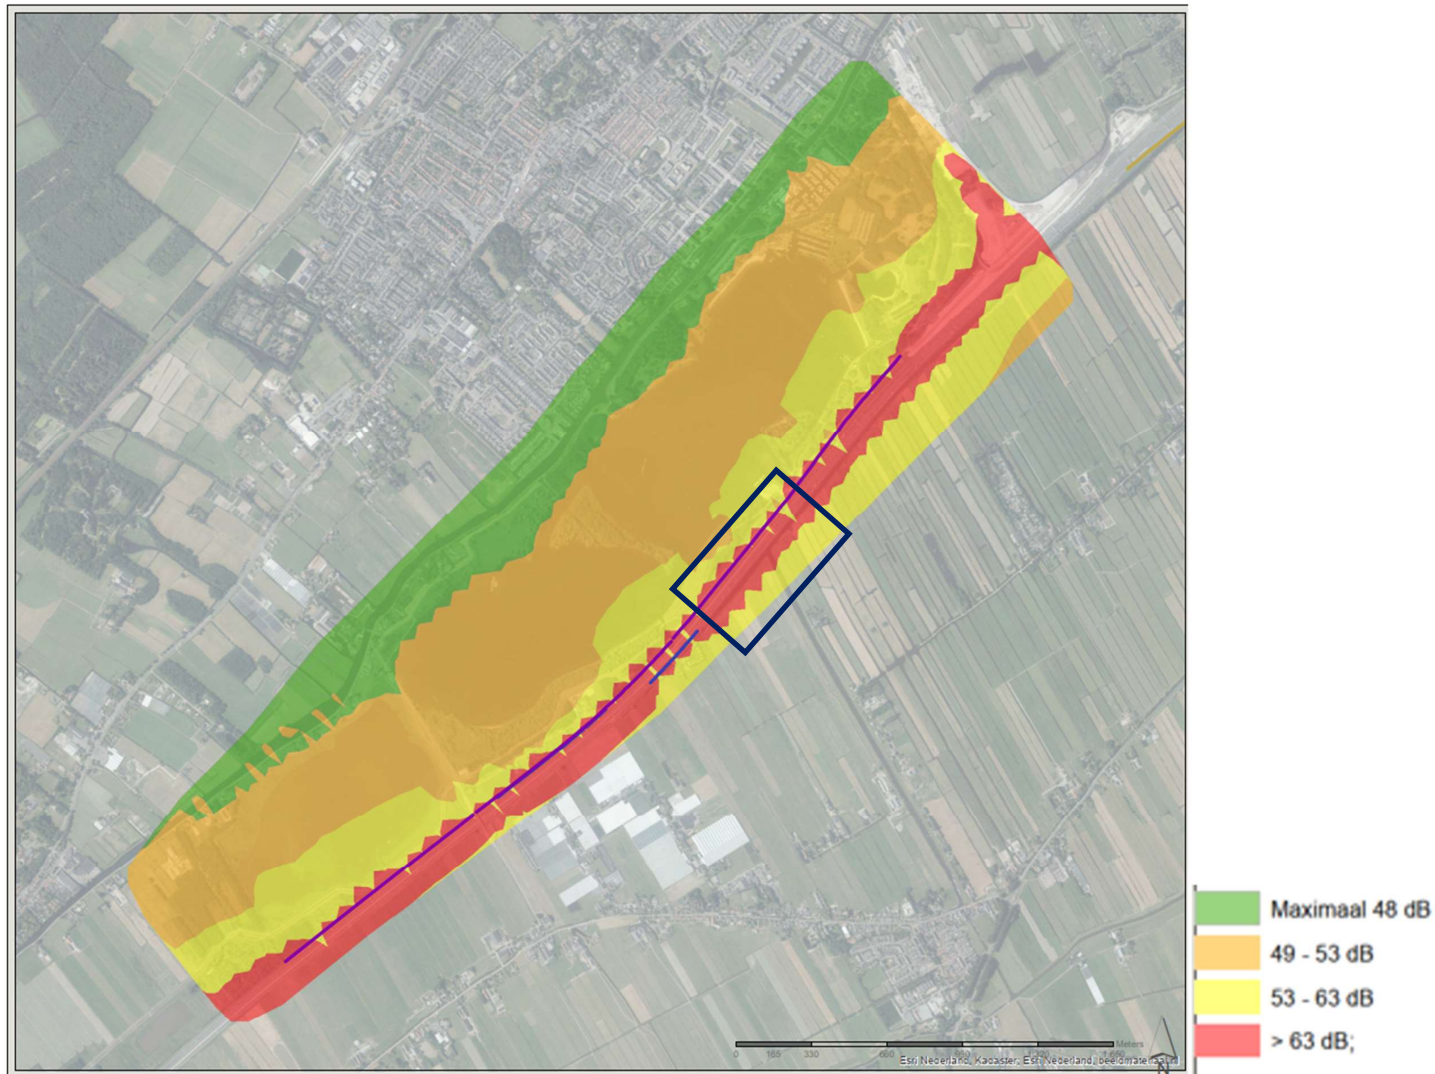 Maximaal 48 dB
49 - 53 dB
53 - 63 dB
> 63 dB;
Meters
0 165 330 660
Esri Nederland, Kadaster; Esri Nederland, beeldmateriaal.nl
N